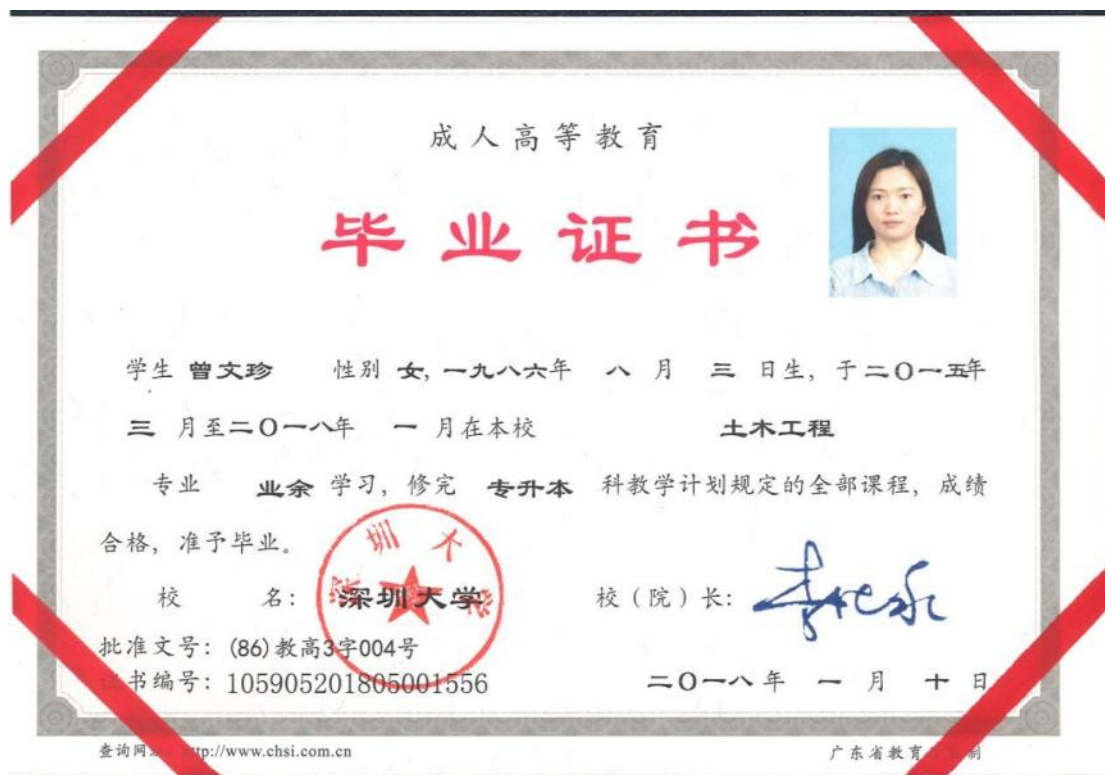 成人高等教育
毕业证书
学生 曾文珍 性别 女, 一九八六年 八 月 三 日生, 于二〇一五年
三 月至二〇一八年 一 月在本校 土木工程
专业 业余 学习, 修完 专升本 科教学计划规定的全部课程, 成绩
合格, 准予毕业。
深圳大学
校 名: 深圳大学 校(院)长:
批准文号: (86)教高3字004号
书编号: 105905201805001556 二〇一八年 一 月 十 日
查询网 tp://www.chsi.com.cn 广东省教育 制